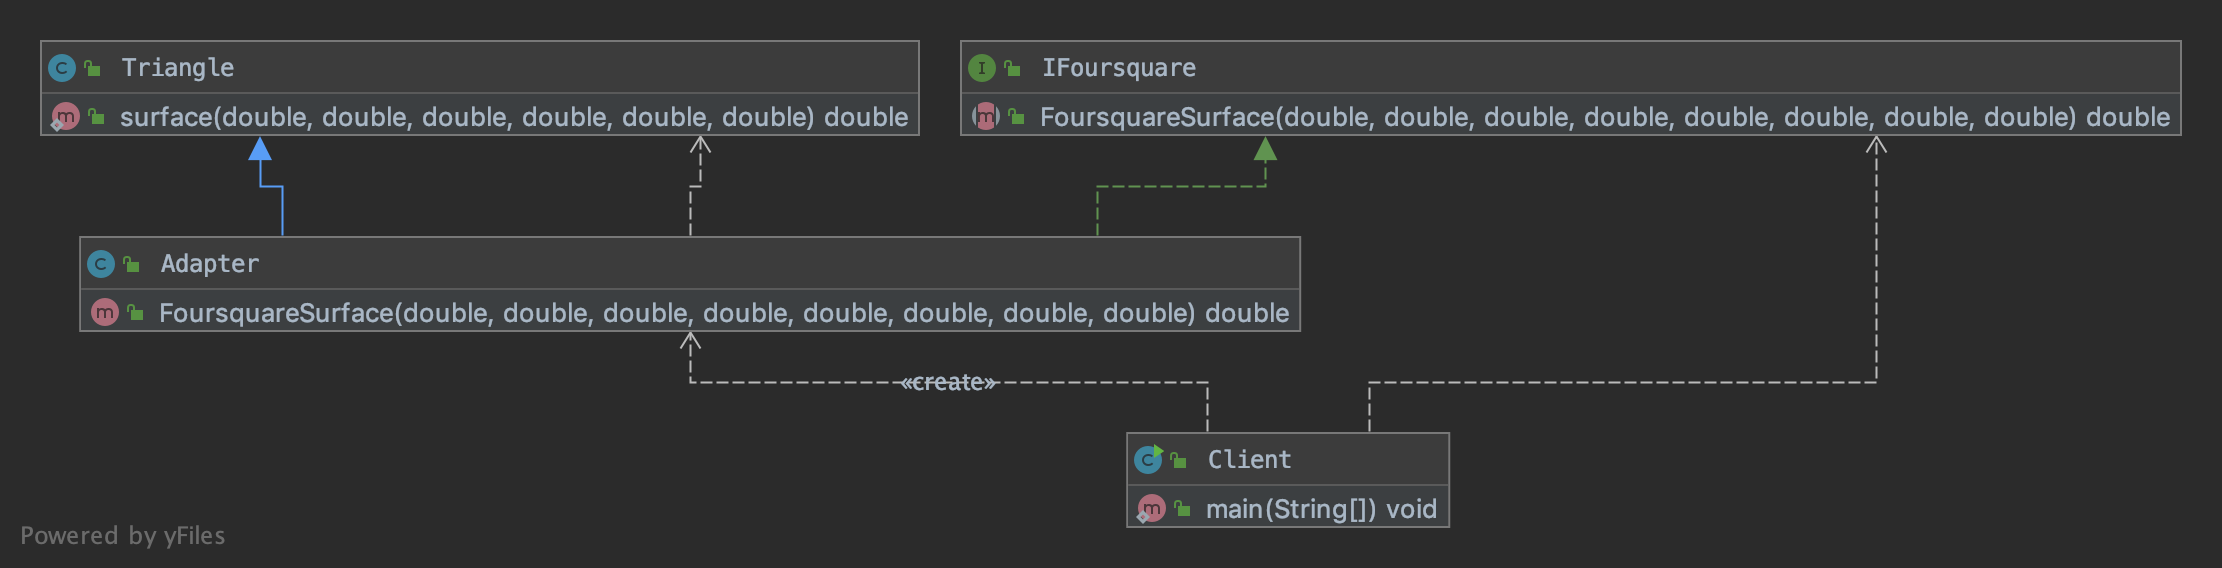 C Triangle
m surface(double, double, double, double, double, double) double
I IFoursquare
m FoursquareSurface(double, double, double, double, double, double, double, double) double
C Adapter
m FoursquareSurface(double, double, double, double, double, double, double, double) double
«create»
C Client
m main(String[]) void
Powered by yFiles